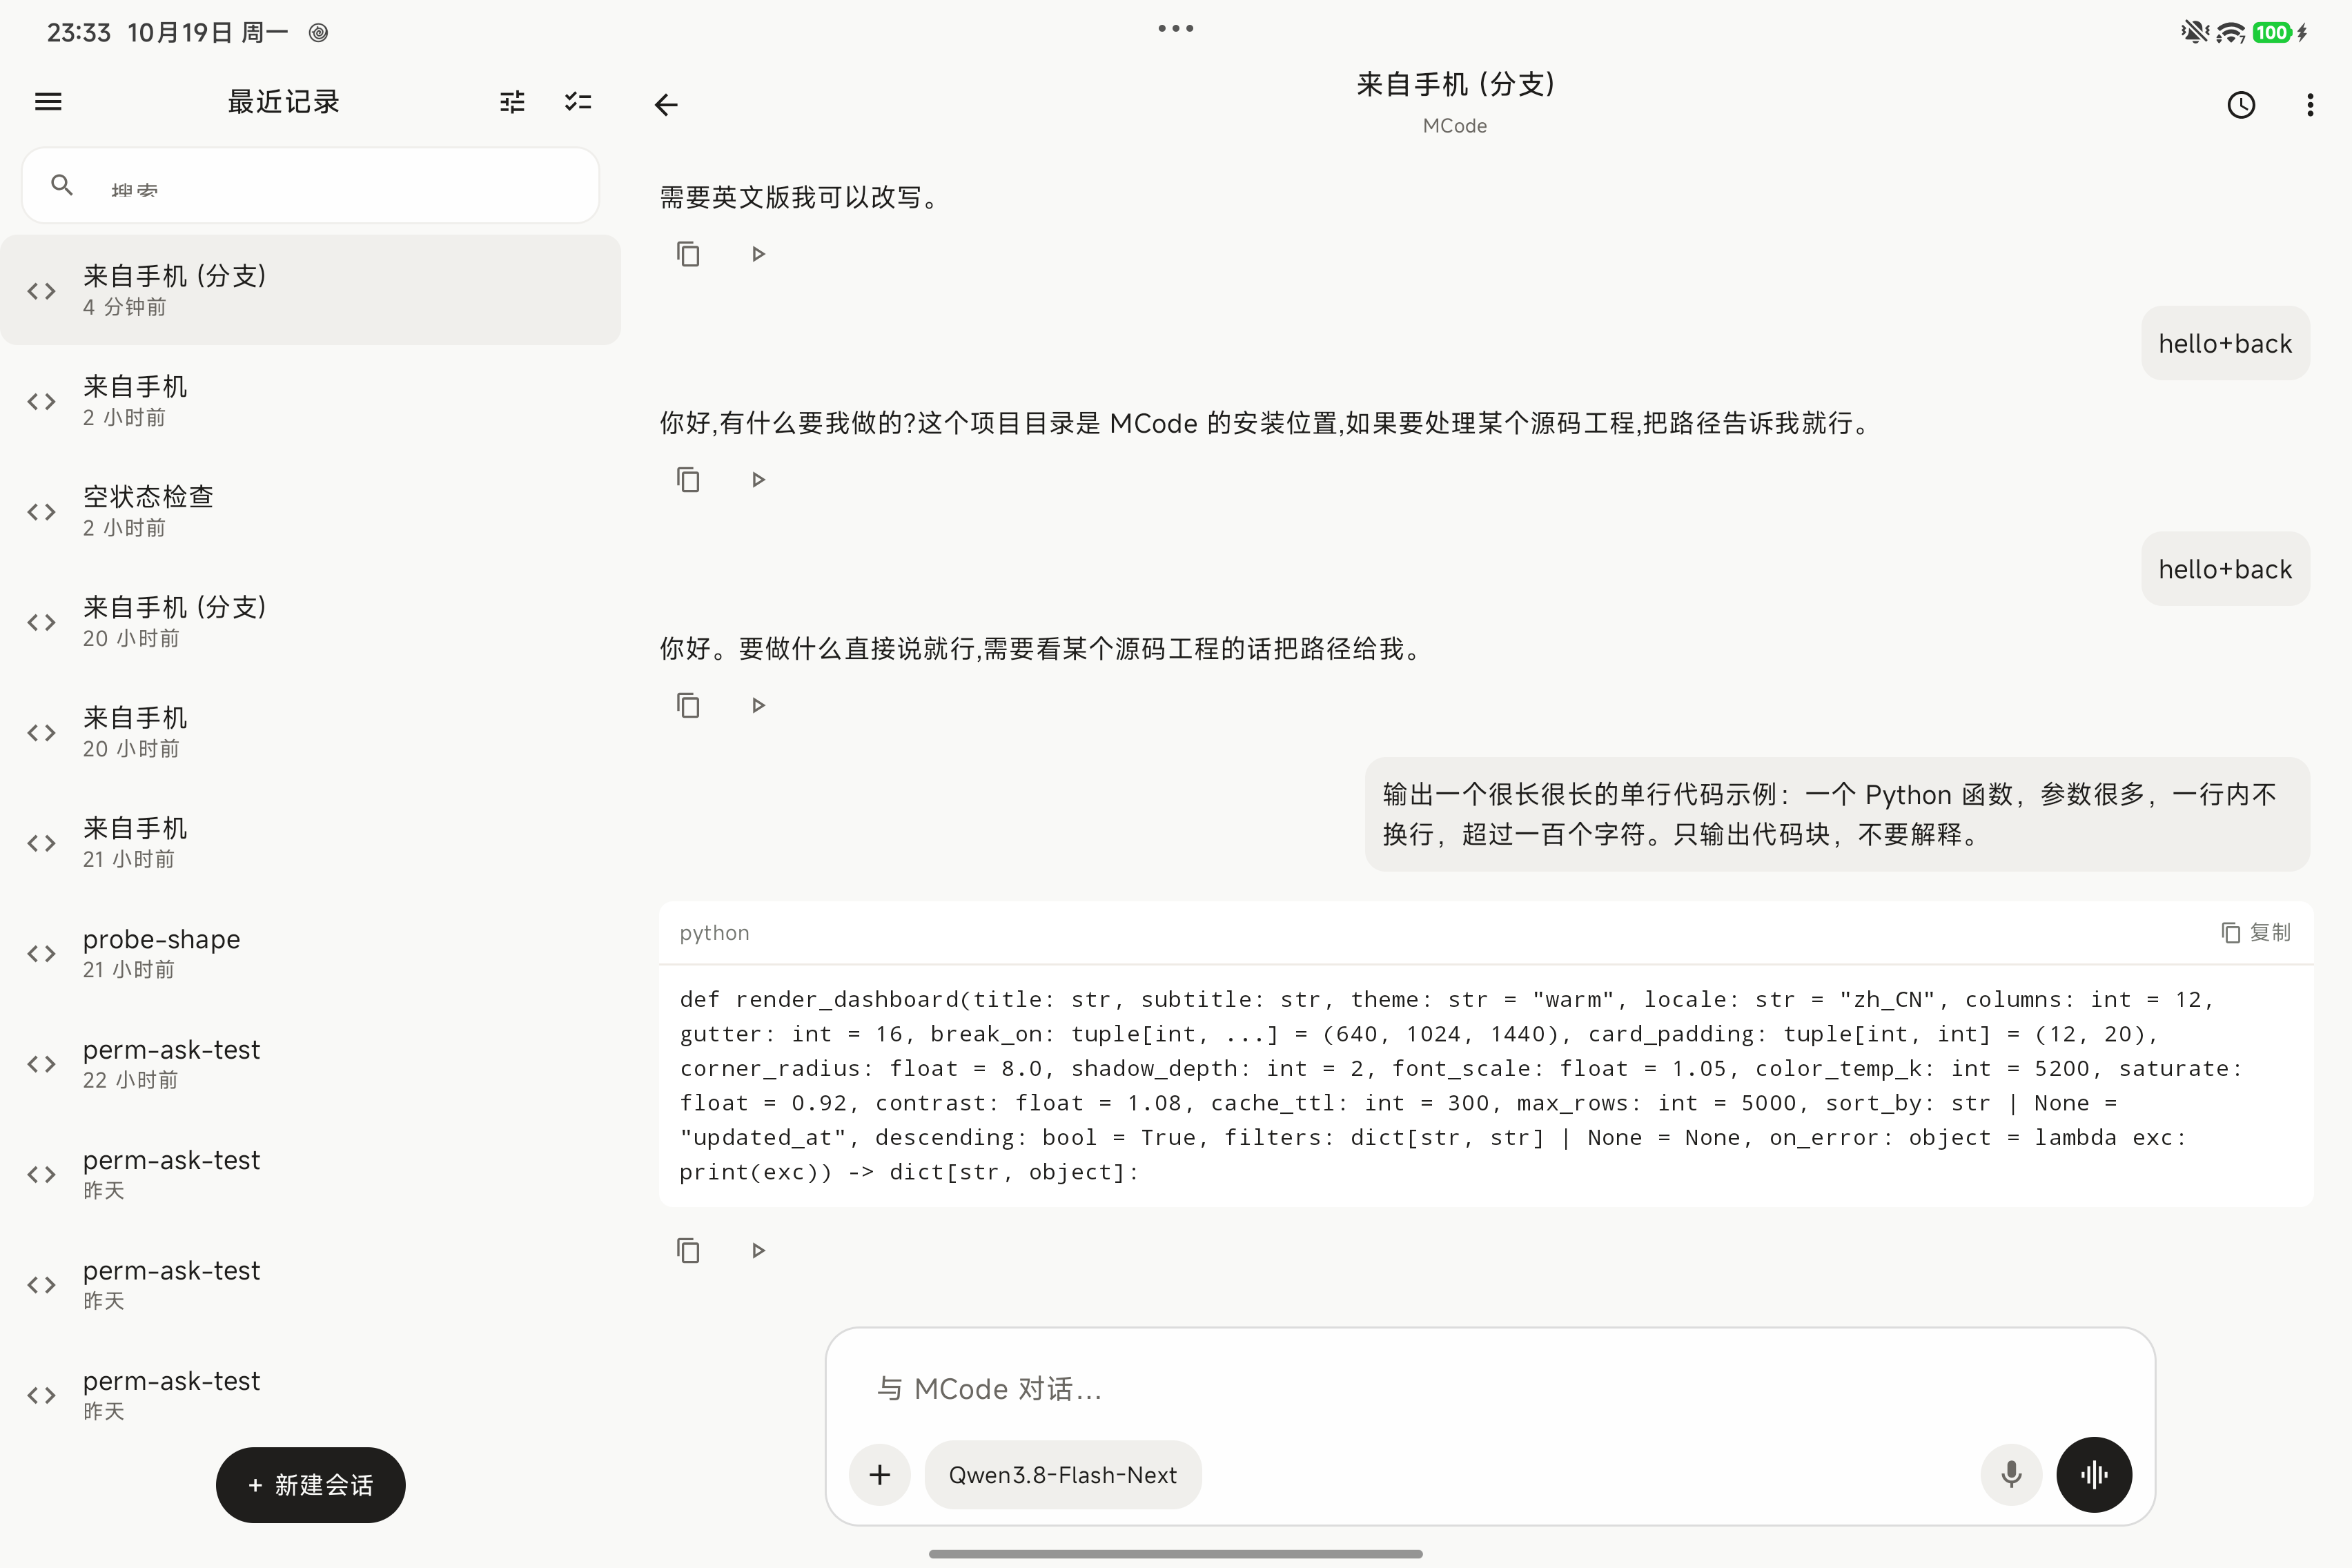 23:33 10月19日 周一
100
最近记录
搜索
来自手机 (分支)
4 分钟前
来自手机
2 小时前
空状态检查
2 小时前
来自手机 (分支)
20 小时前
来自手机
20 小时前
来自手机
21 小时前
probe-shape
21 小时前
perm-ask-test
22 小时前
perm-ask-test
昨天
perm-ask-test
昨天
perm-ask-test
昨天
+ 新建会话
来自手机 (分支)
MCode
需要英文版我可以改写。
hello+back
你好,有什么要我做的?这个项目目录是 MCode 的安装位置,如果要处理某个源码工程,把路径告诉我就行。
hello+back
你好。要做什么直接说就行,需要看某个源码工程的话把路径给我。
输出一个很长很长的单行代码示例：一个 Python 函数，参数很多，一行内不
换行，超过一百个字符。只输出代码块，不要解释。
python
复制
def render_dashboard(title: str, subtitle: str, theme: str = "warm", locale: str = "zh_CN", columns: int = 12,
gutter: int = 16, break_on: tuple[int, ...] = (640, 1024, 1440), card_padding: tuple[int, int] = (12, 20),
corner_radius: float = 8.0, shadow_depth: int = 2, font_scale: float = 1.05, color_temp_k: int = 5200, saturate:
float = 0.92, contrast: float = 1.08, cache_ttl: int = 300, max_rows: int = 5000, sort_by: str | None =
"updated_at", descending: bool = True, filters: dict[str, str] | None = None, on_error: object = lambda exc:
print(exc)) -> dict[str, object]:
与 MCode 对话...
Qwen3.8-Flash-Next